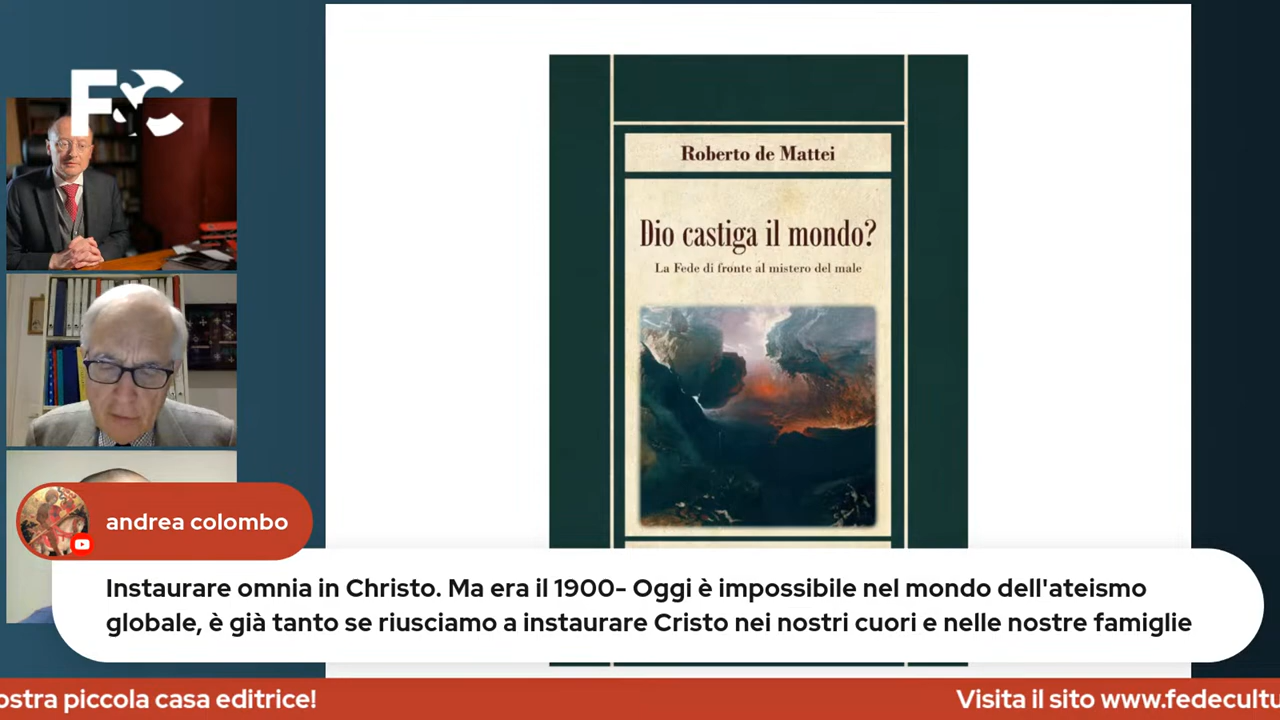 F&C
Roberto de Mattei
Dio castiga il mondo?
La Fede di fronte al mistero del male
andrea colombo
Instaurare omnia in Christo. Ma era il 1900- Oggi è impossibile nel mondo dell'ateismo
globale, è già tanto se riusciamo a instaurare Cristo nei nostri cuori e nelle nostre famiglie
ostra piccola casa editrice!
Visita il sito www.fedecultu